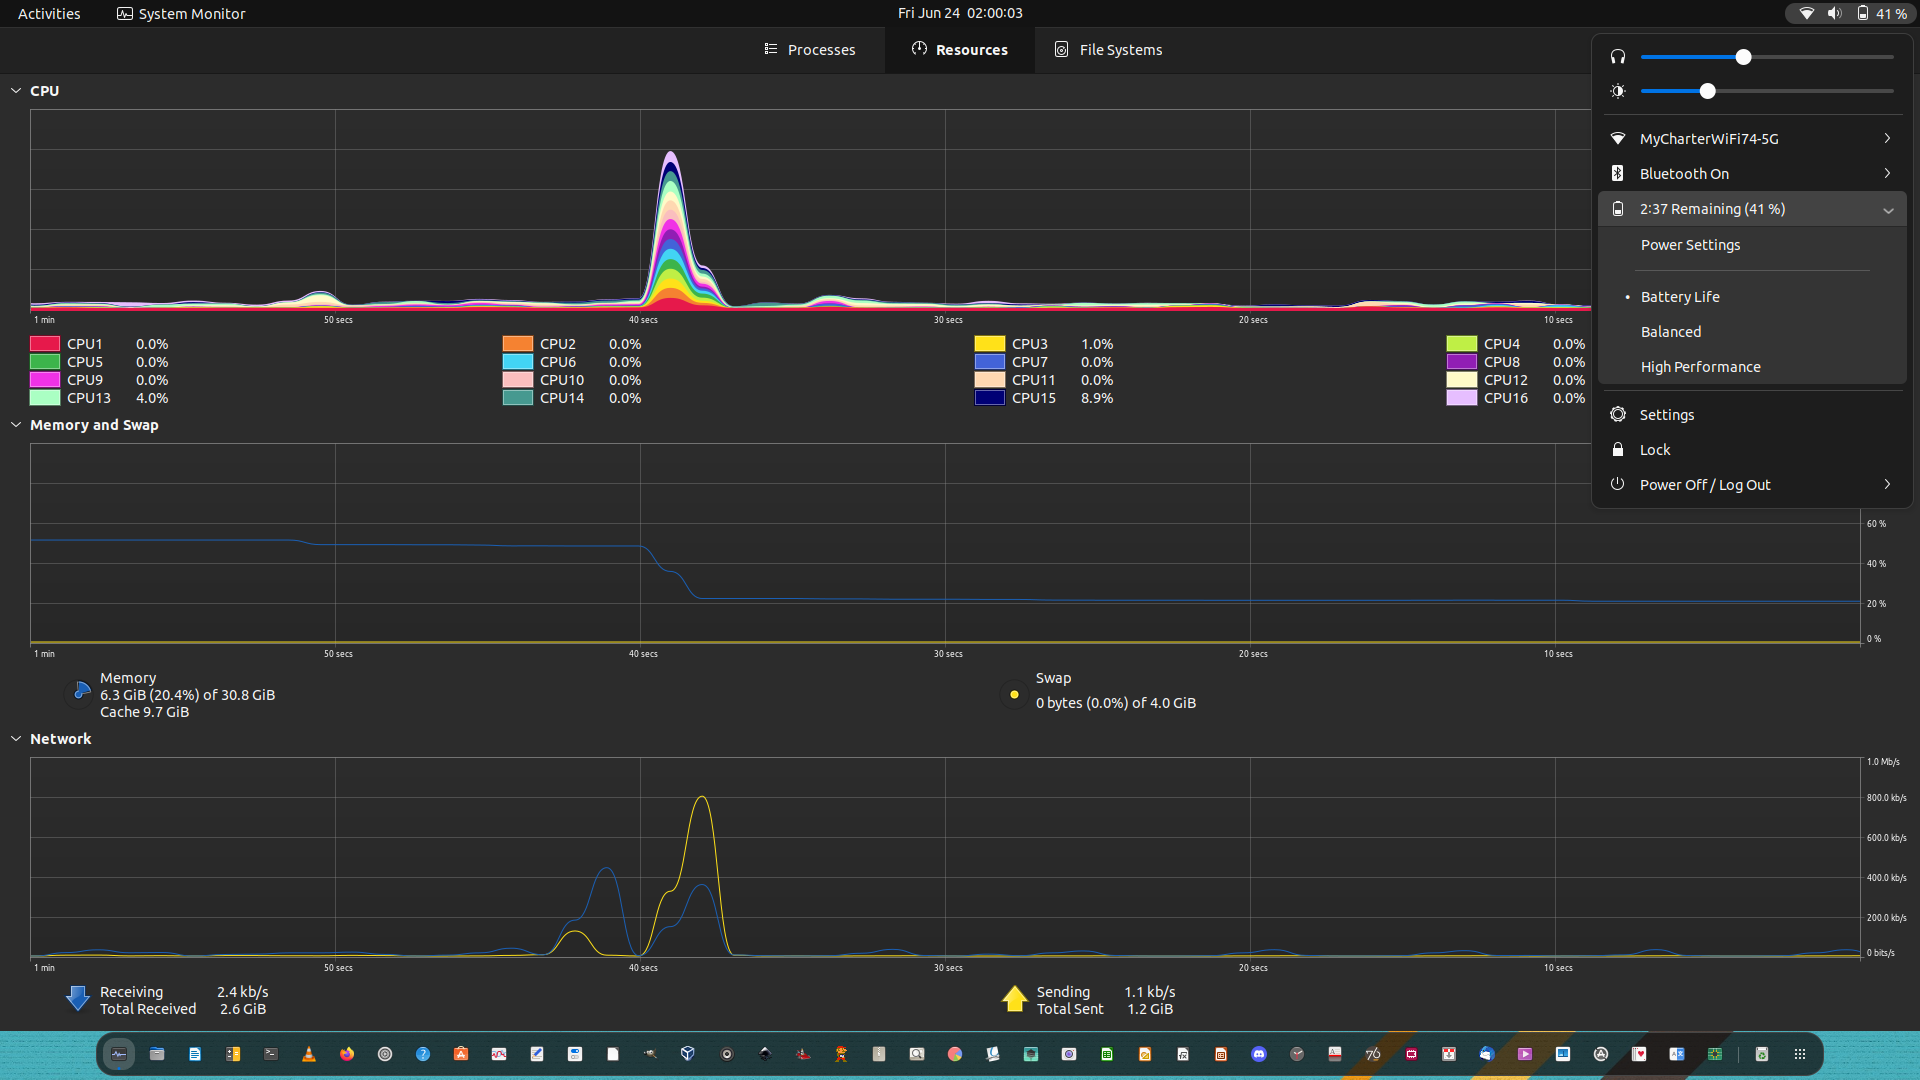 Activities
System Monitor
Fri Jun 24 02:00:03
41 %
Processes
Resources
File Systems
CPU
1 min
50 secs
40 secs
30 secs
20 secs
10 secs
CPU1 0.0%
CPU2 0.0%
CPU3 1.0%
CPU4 0.0%
CPU5 0.0%
CPU6 0.0%
CPU7 0.0%
CPU8 0.0%
CPU9 0.0%
CPU10 0.0%
CPU11 0.0%
CPU12 0.0%
CPU13 4.0%
CPU14 0.0%
CPU15 8.9%
CPU16 0.0%
MyCharterWiFi74-5G
Bluetooth On
2:37 Remaining (41 %)
Power Settings
• Battery Life
Balanced
High Performance
Settings
Lock
Power Off / Log Out
Memory and Swap
60 %
40 %
20 %
0 %
1 min
50 secs
40 secs
30 secs
20 secs
10 secs
Memory
6.3 GiB (20.4%) of 30.8 GiB
Cache 9.7 GiB
Swap
0 bytes (0.0%) of 4.0 GiB
Network
1.0 Mb/s
800.0 kb/s
600.0 kb/s
400.0 kb/s
200.0 kb/s
0 bits/s
1 min
50 secs
40 secs
30 secs
20 secs
10 secs
Receiving 2.4 kb/s
Total Received 2.6 GiB
Sending 1.1 kb/s
Total Sent 1.2 GiB
76